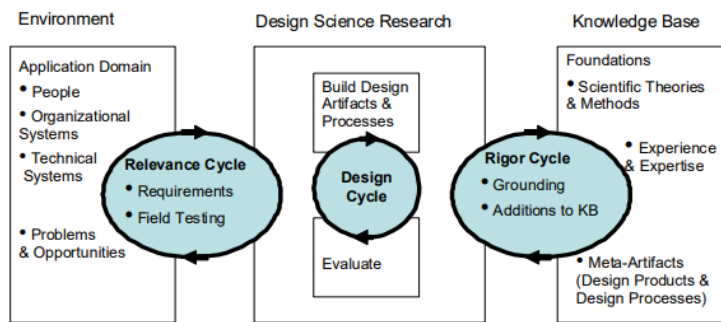 Environment
Design Science Research
Knowledge Base
Application Domain
• People
• Organizational
Systems
• Technical
Systems
• Problems
& Opportunities
Relevance Cycle
• Requirements
• Field Testing
Build Design
Artifacts &
Processes
Design
Cycle
Evaluate
Rigor Cycle
• Grounding
• Additions to KB
Foundations
• Scientific Theories
& Methods
• Experience
& Expertise
• Meta-Artifacts
(Design Products &
Design Processes)